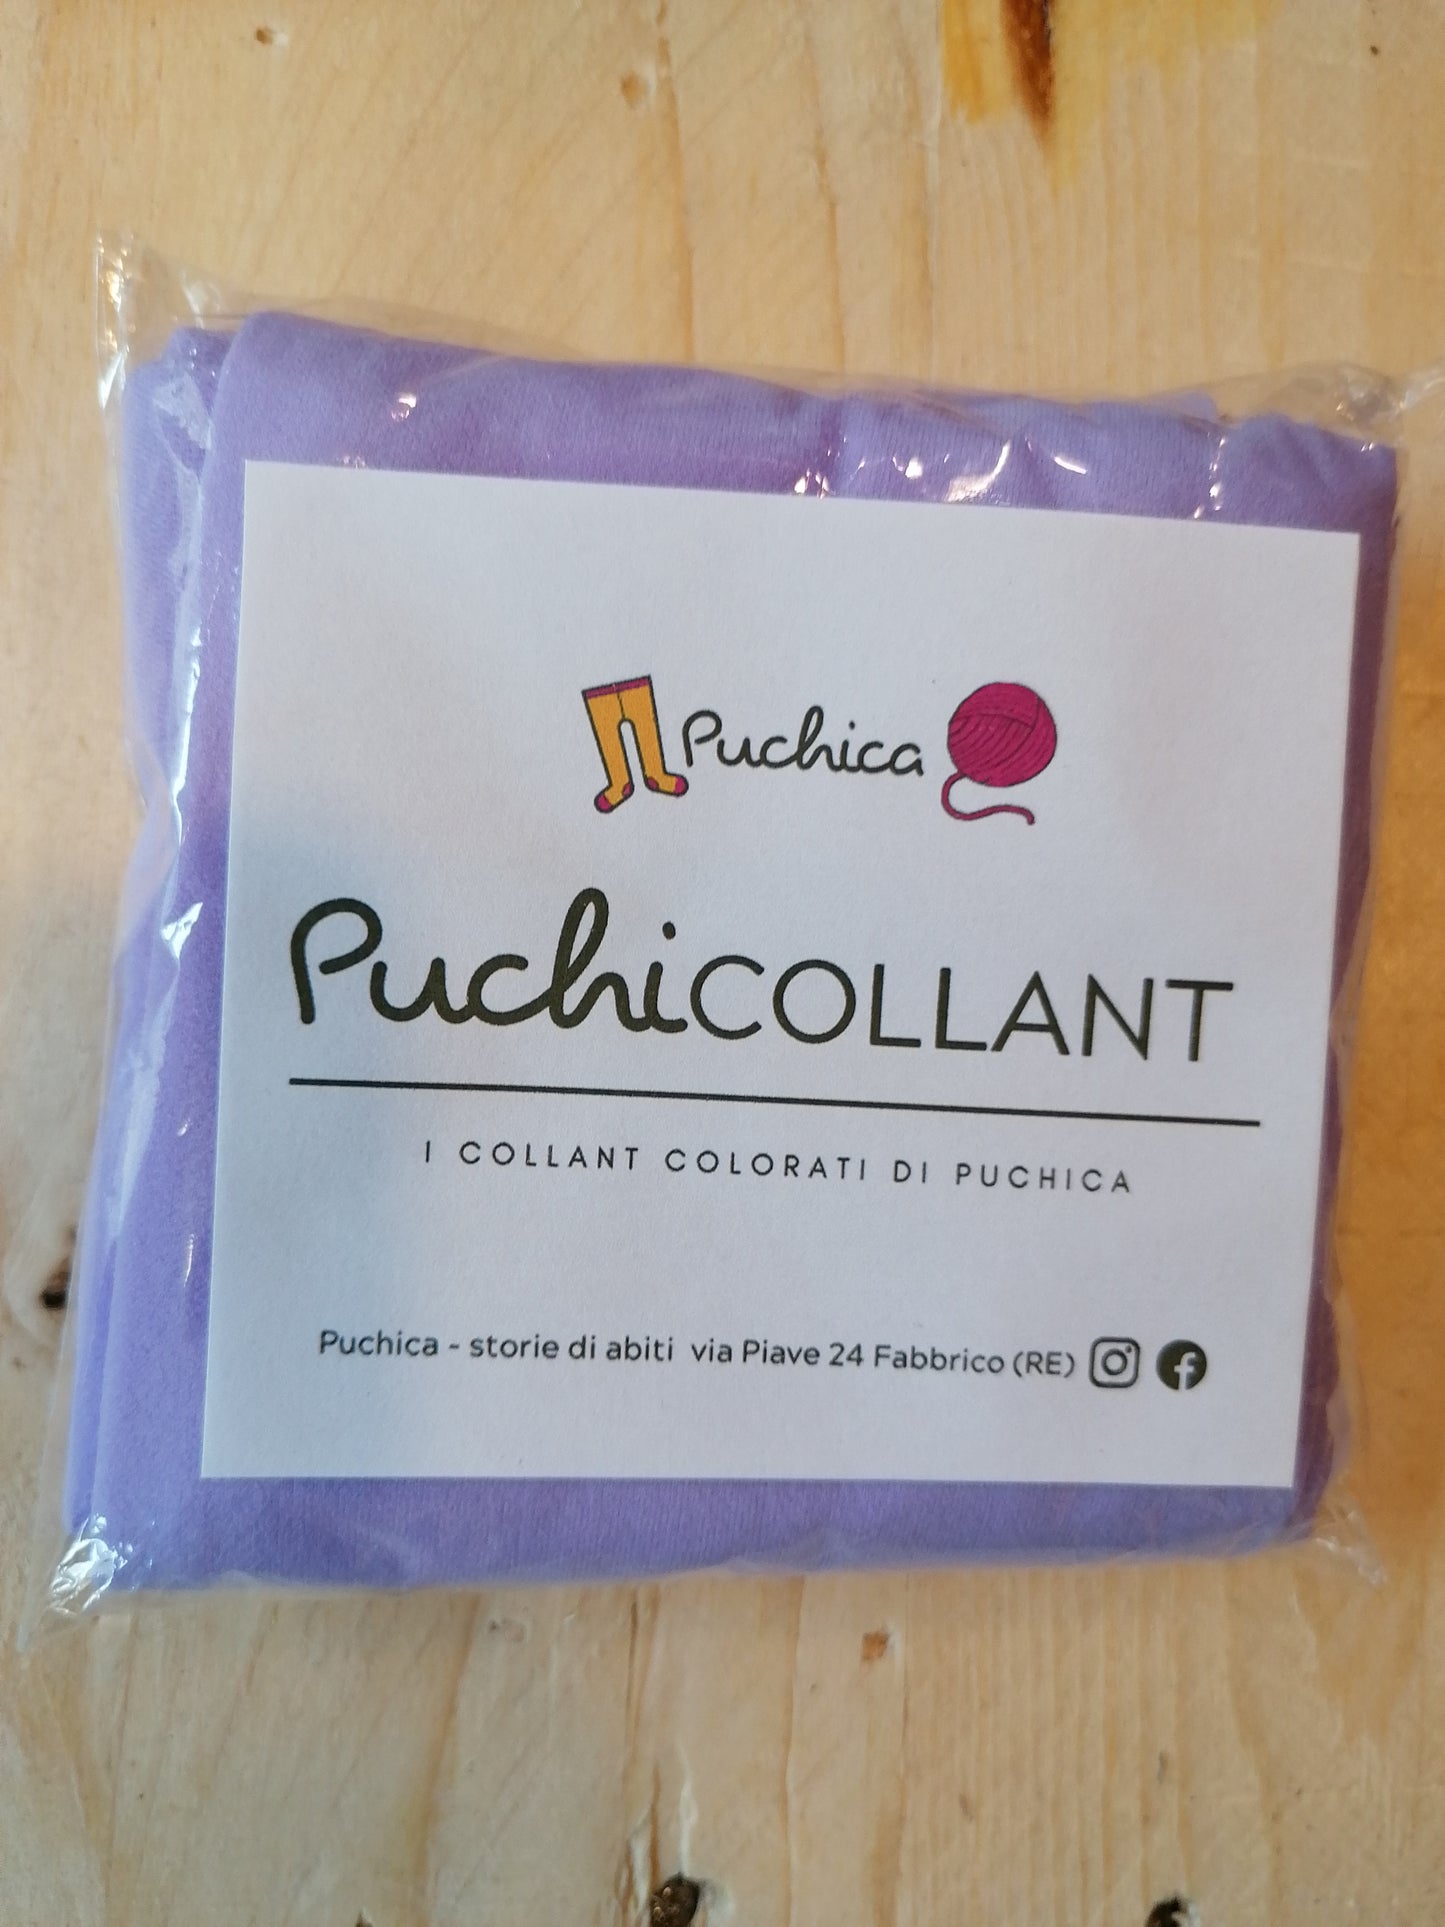 Puchica
PuchiCOLLANT
I COLLANT COLORATI DI PUCHICA
Puchica - storie di abiti via Piave 24 Fabbrico (RE)